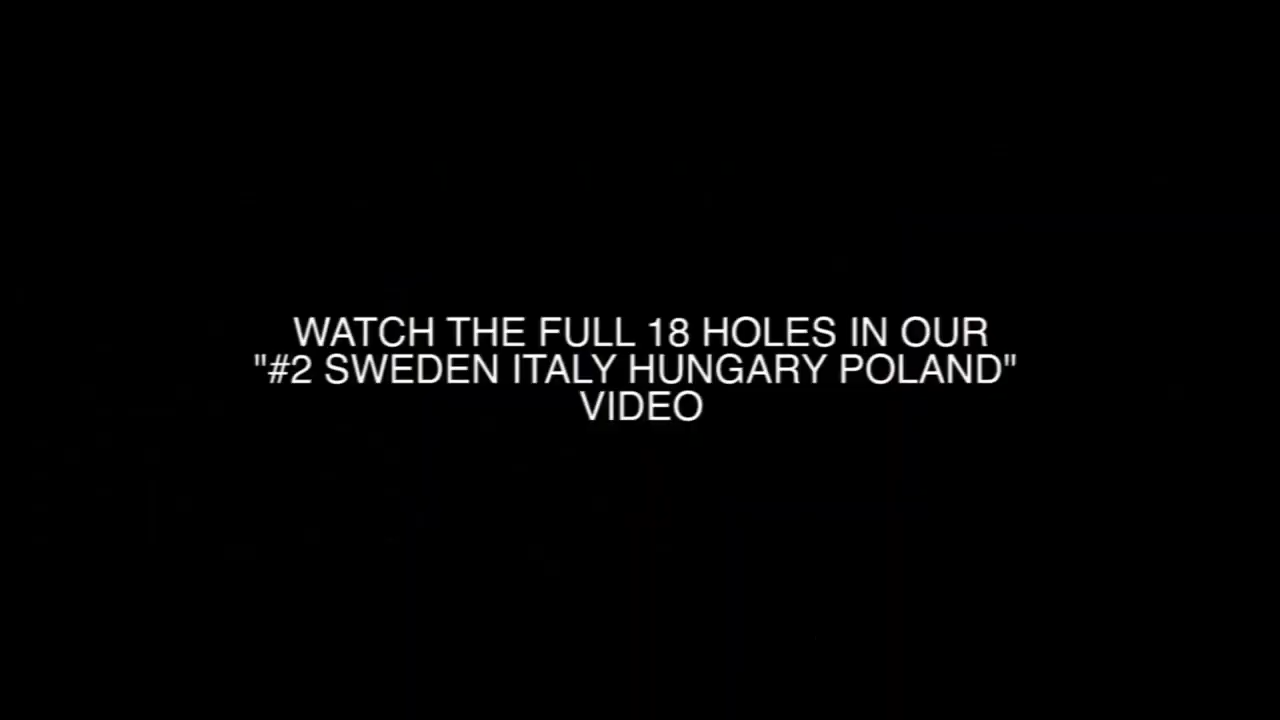 WATCH THE FULL 18 HOLES IN OUR
"#2 SWEDEN ITALY HUNGARY POLAND"
VIDEO